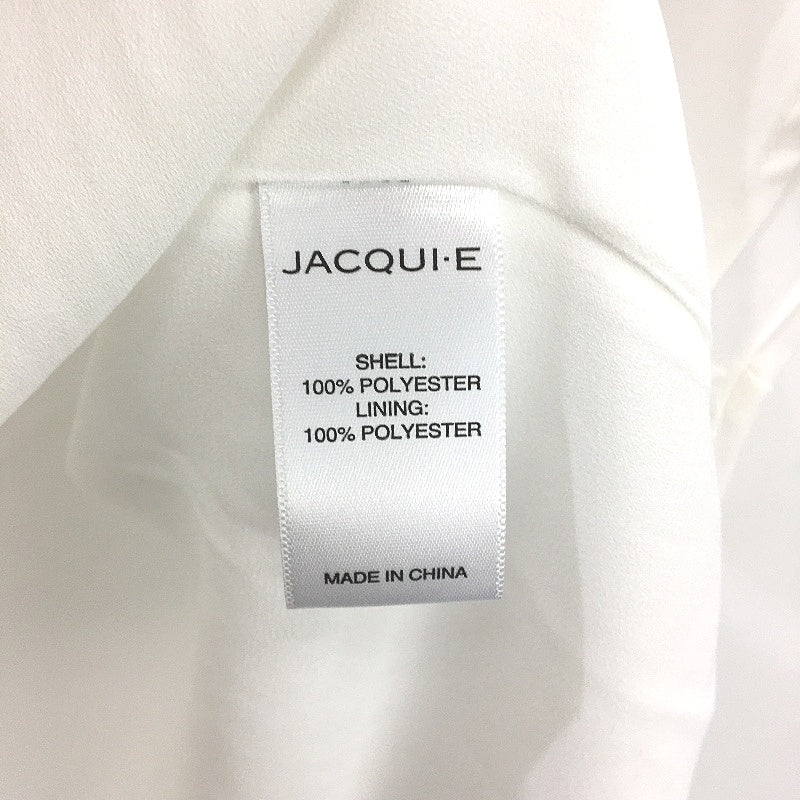 JACQUI·E
SHELL:
100% POLYESTER
LINING:
100% POLYESTER
MADE IN CHINA